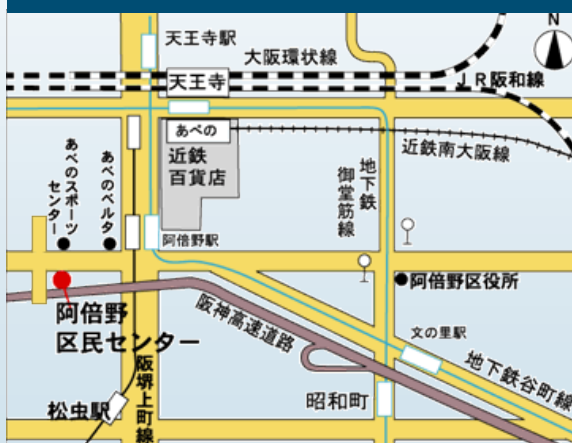 天王寺駅
大阪環状線
N
天王寺
JR阪和線
あべの
近鉄
百貨店
近鉄南大阪線
あべのスポーツ
センター
あべのベルタ
地下鉄
御堂筋線
阿倍野駅
阿倍野区役所
阿倍野
区民センター
阪神高速道路
文の里駅
地下鉄谷町線
松虫駅
阪堺上町線
昭和町